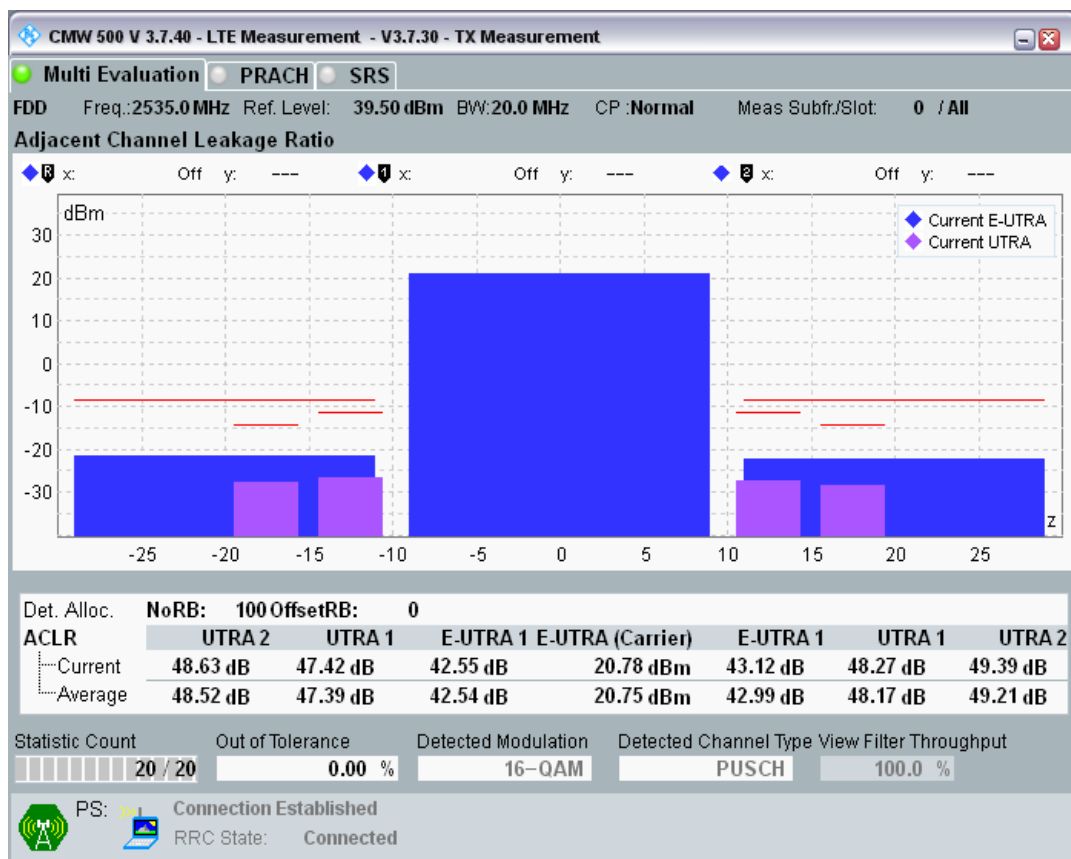 CMW 500 V 3.7.40 - LTE Measurement - V3.7.30 - TX Measurement
Multi Evaluation PRACH SRS
FDD Freq.:2535.0 MHz Ref. Level: 39.50 dBm BW:20.0 MHz CP :Normal Meas Subfr./Slot: 0 / All
Adjacent Channel Leakage Ratio
R x: Off y: --- 1 x: Off y: --- 2 x: Off y: ---
dBm
Current E-UTRA
Current UTRA
30
20
10
0
-10
-20
-30
z
-25 -20 -15 -10 -5 0 5 10 15 20 25
Det. Alloc. NoRB: 100 OffsetRB: 0
ACLR UTRA 2 UTRA 1 E-UTRA 1 E-UTRA (Carrier) E-UTRA 1 UTRA 1 UTRA 2
Current 48.63 dB 47.42 dB 42.55 dB 20.78 dBm 43.12 dB 48.27 dB 49.39 dB
Average 48.52 dB 47.39 dB 42.54 dB 20.75 dBm 42.99 dB 48.17 dB 49.21 dB
Statistic Count Out of Tolerance Detected Modulation Detected Channel Type View Filter Throughput
20 / 20 0.00 % 16-QAM PUSCH 100.0 %
PS: Connection Established
RRC State: Connected